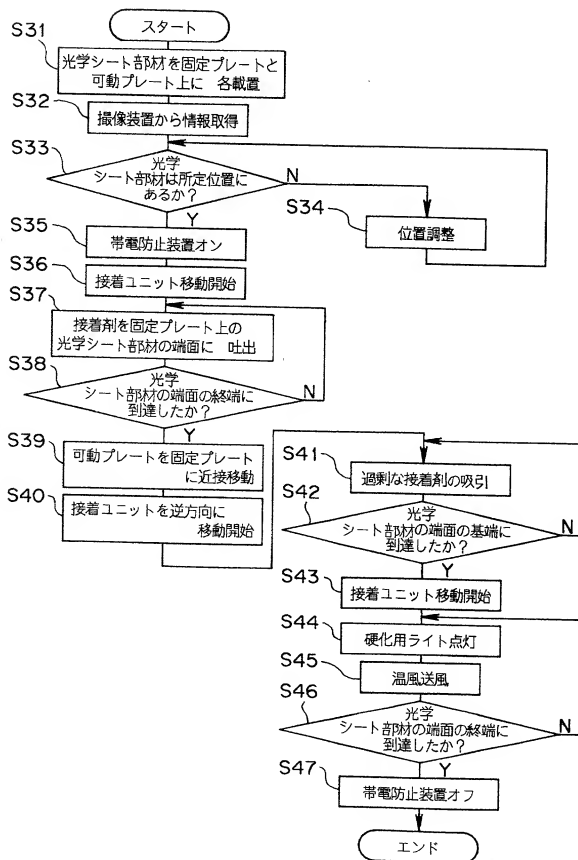 スタート
S31
光学シート部材を固定プレートと
可動プレート上に 各載置
S32
撮像装置から情報取得
S33
光学
シート部材は所定位置に
あるか?
N
Y
S34
位置調整
S35
帯電防止装置オン
S36
接着ユニット移動開始
S37
接着剤を固定プレート上の
光学シート部材の端面に 吐出
S38
光学
シート部材の端面の終端に
到達したか?
N
Y
S39
可動プレートを固定プレート
に近接移動
S40
接着ユニットを逆方向に
移動開始
S41
過剰な接着剤の吸引
S42
光学
シート部材の端面の基端に
到達したか?
N
Y
S43
接着ユニット移動開始
S44
硬化用ライト点灯
S45
温風送風
S46
光学
シート部材の端面の終端に
到達したか?
N
Y
S47
帯電防止装置オフ
エンド